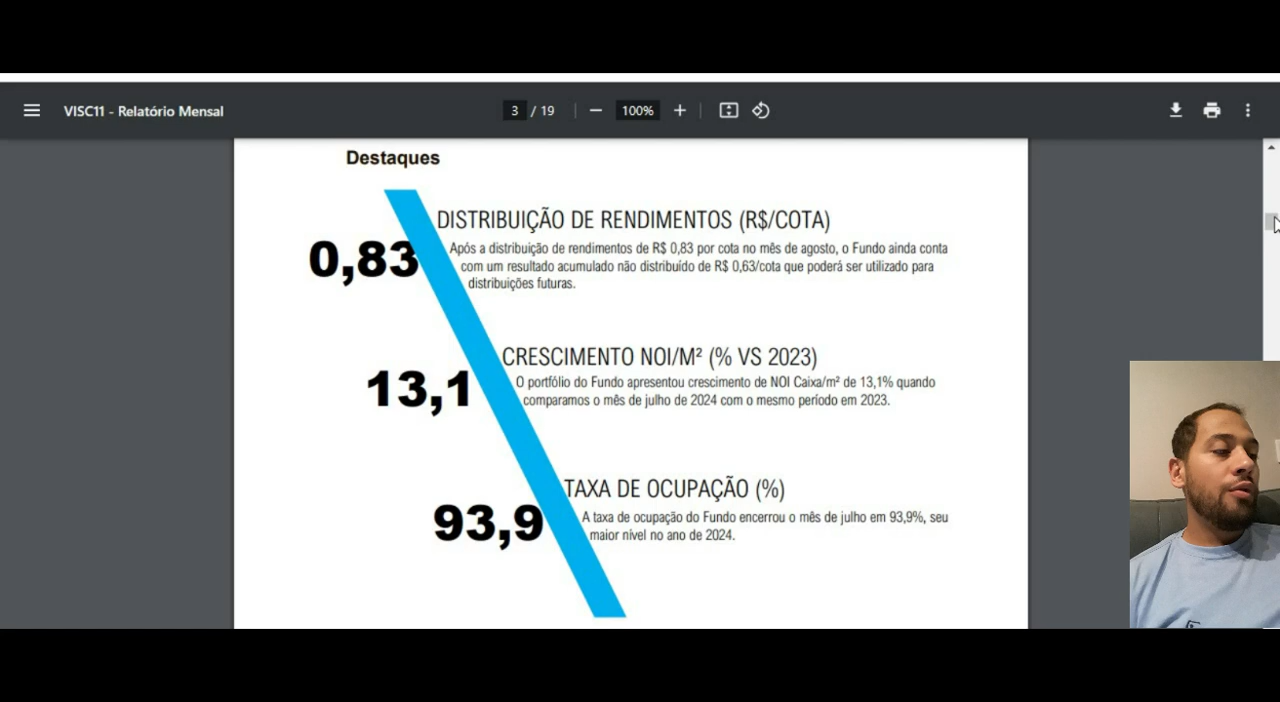 VISC11 - Relatório Mensal
3 / 19
100%
Destaques
DISTRIBUIÇÃO DE RENDIMENTOS (R$/COTA)
0,83
Após a distribuição de rendimentos de R$ 0,83 por cota no mês de agosto, o Fundo ainda conta
com um resultado acumulado não distribuído de R$ 0,63/cota que poderá ser utilizado para
distribuições futuras.
CRESCIMENTO NOI/M² (% VS 2023)
13,1
O portfólio do Fundo apresentou crescimento de NOI Caixa/m² de 13,1% quando
comparamos o mês de julho de 2024 com o mesmo período em 2023.
TAXA DE OCUPAÇÃO (%)
93,9
A taxa de ocupação do Fundo encerrou o mês de julho em 93,9%, seu
maior nível no ano de 2024.